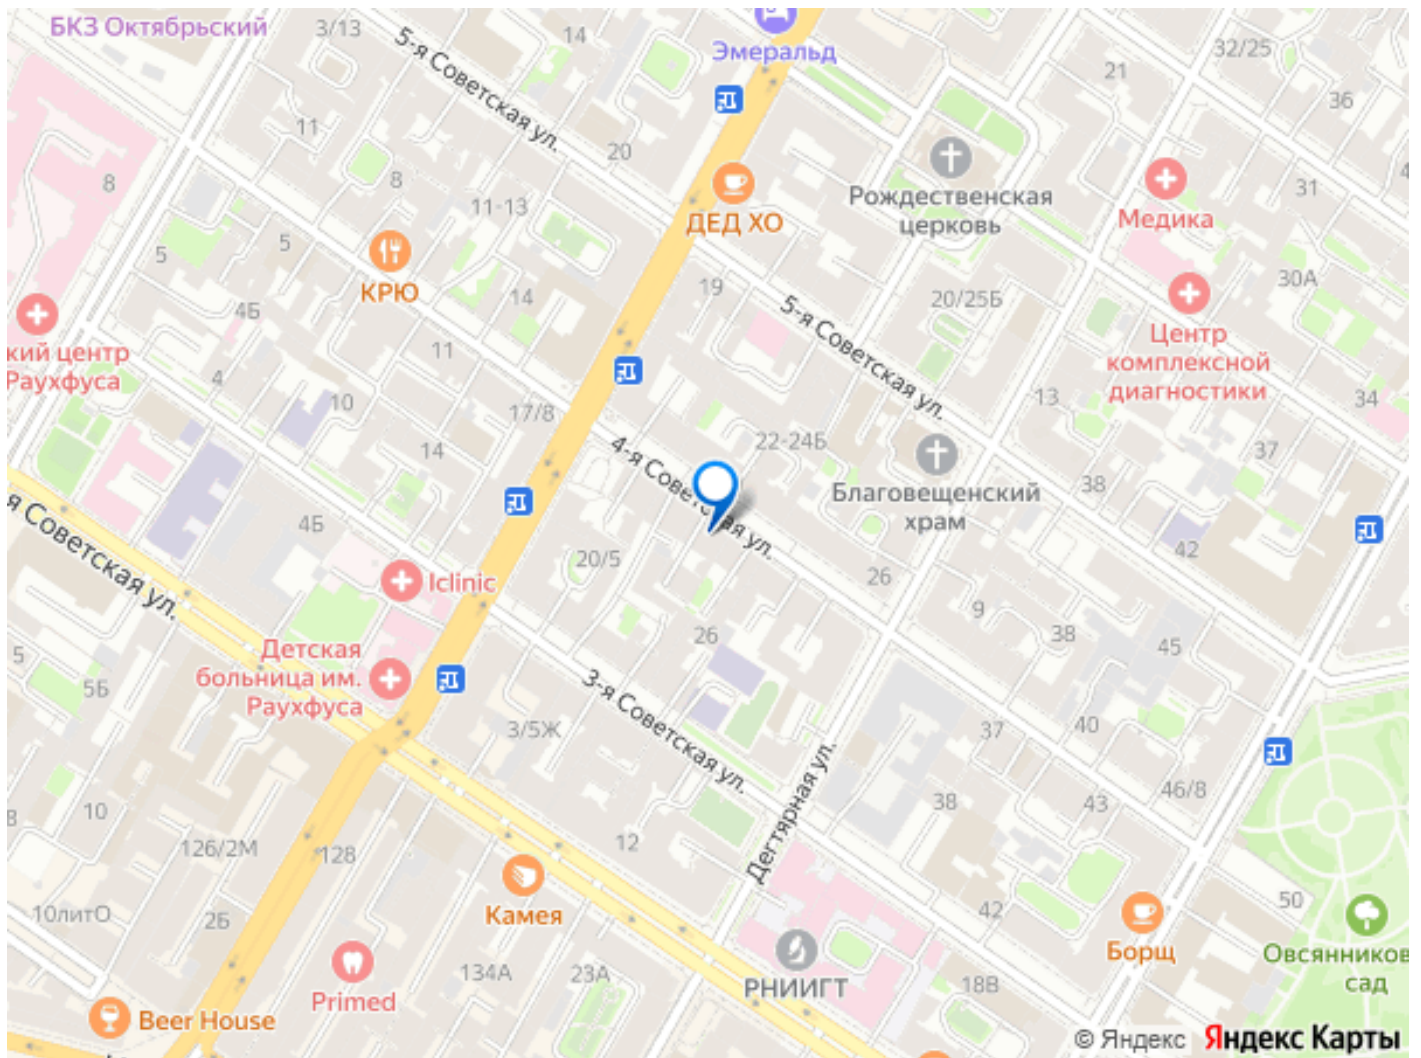 БКЗ Октябрьский
3/13
14
Эмеральд
32/25
21
36
5-я Советская ул.
11
20
8
8
11-13
ДЕД ХО
Рождественская
церковь
Медика
31
5
5
КРЮ
14
19
20/25Б
30А
4Б
5-я Советская ул.
Центр
комплексной
диагностики
кий центр
Раухфуса
11
4
10
17/8
13
34
14
4-я Советская ул.
22-24Б
37
Благовещенский
храм
38
я Советская ул.
4Б
20/5
42
Iclinic
26
9
38
45
Детская
больница им.
Раухфуса
26
5
5Б
3-я Советская ул.
3/5Ж
37
40
46/8
Дегтярная ул.
38
43
8
10
126/2М
128
12
Камея
42
50
10литО
2Б
Борщ
Овсянников
сад
134А
23А
РНИИГТ
18В
Primed
Beer House
© Яндекс Яндекс Карты